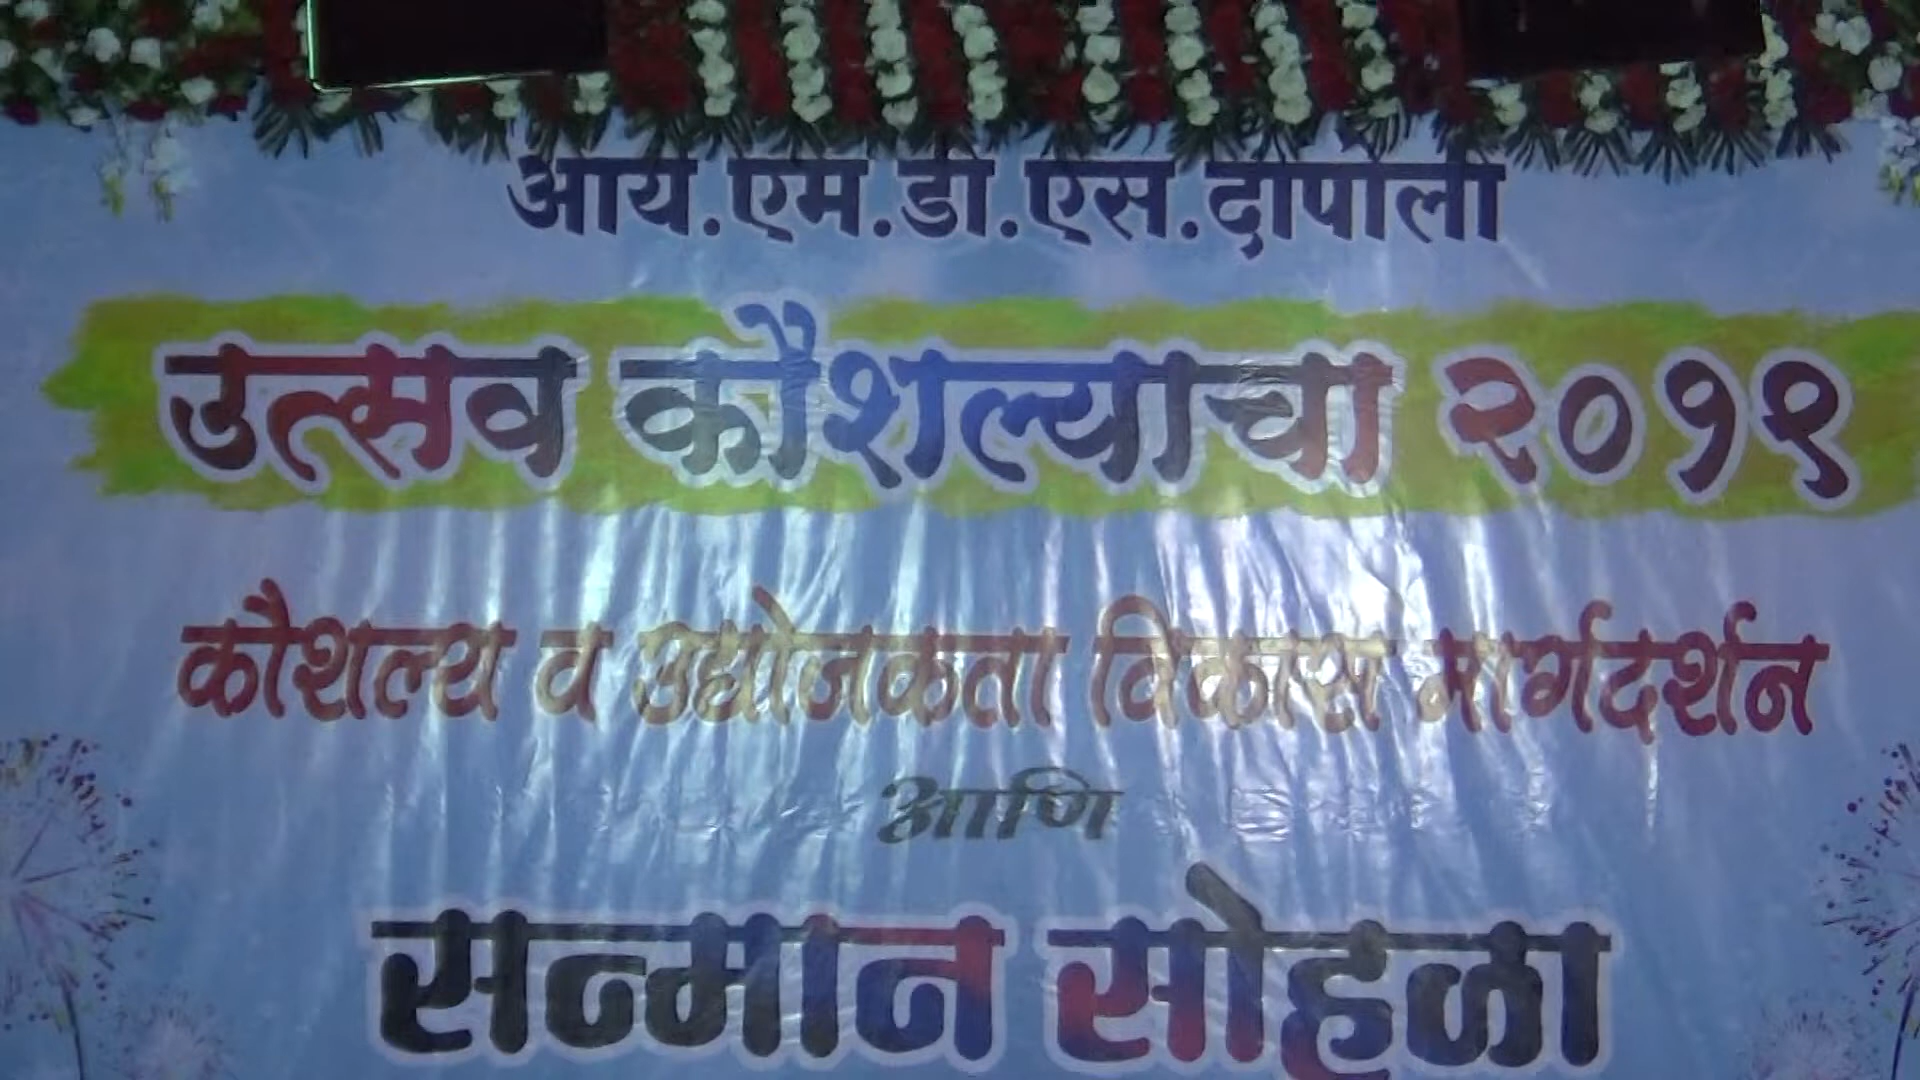 आय.एम.डी.एस.दापोली
उत्सव कौशल्याचा २०१९
कौशल्य व उद्योजकता विकास मार्गदर्शन
आणि
सन्मान सोहळा